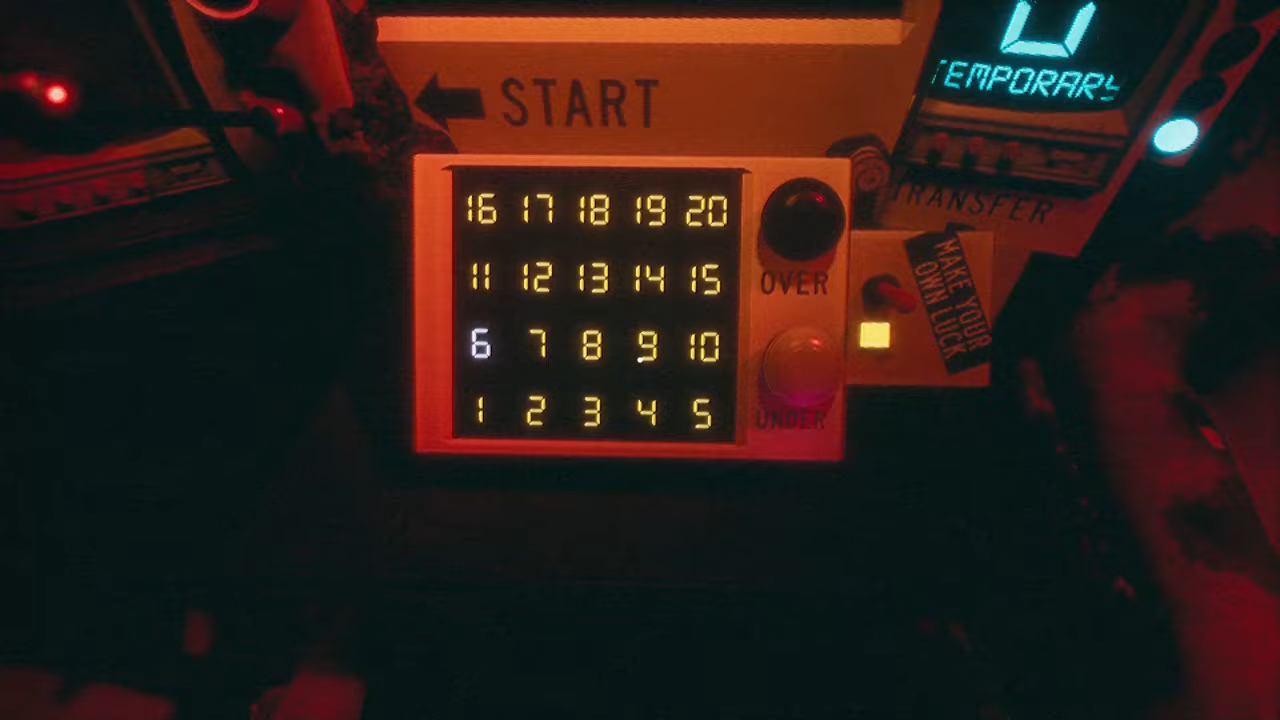 TEMPORARY
START
TRANSFER
16 17 18 19 20
11 12 13 14 15
6 7 8 9 10
1 2 3 4 5
OVER
UNDER
MAKE YOUR
OWN LUCK